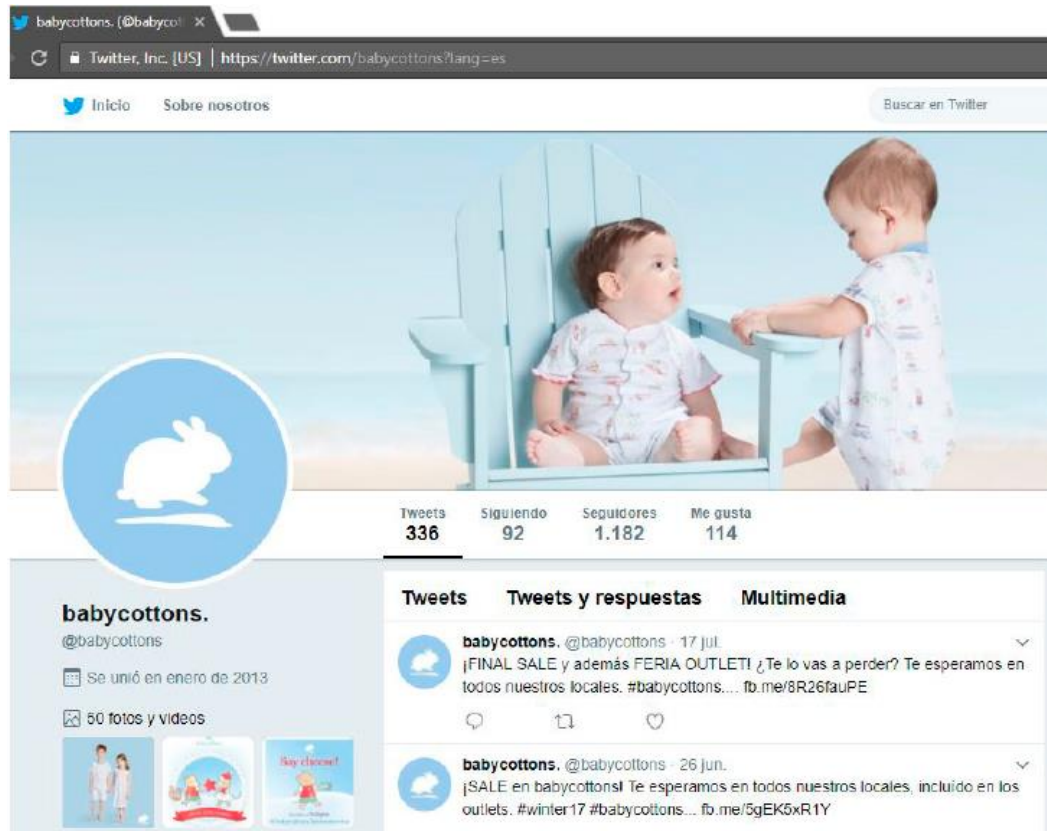 babycottons. (@babycot
Twitter, Inc. [US] | https://twitter.com/babycottons?lang=es
Inicio Sobre nosotros Buscar en Twitter
Tweets Siguiendo Seguidores Me gusta
336 92 1.182 114
babycottons.
@babycottons
Se unió en enero de 2013
50 fotos y videos
Say cheese!
Tweets Tweets y respuestas Multimedia
babycottons. @babycottons · 17 jul.
¡FINAL SALE y además FERIA OUTLET! ¿Te lo vas a perder? Te esperamos en
todos nuestros locales. #babycottons.... fb.me/8R26fauPE
babycottons. @babycottons · 26 jun.
¡SALE en babycottons! Te esperamos en todos nuestros locales, incluído en los
outlets. #winter17 #babycottons... fb.me/5gEK5xR1Y